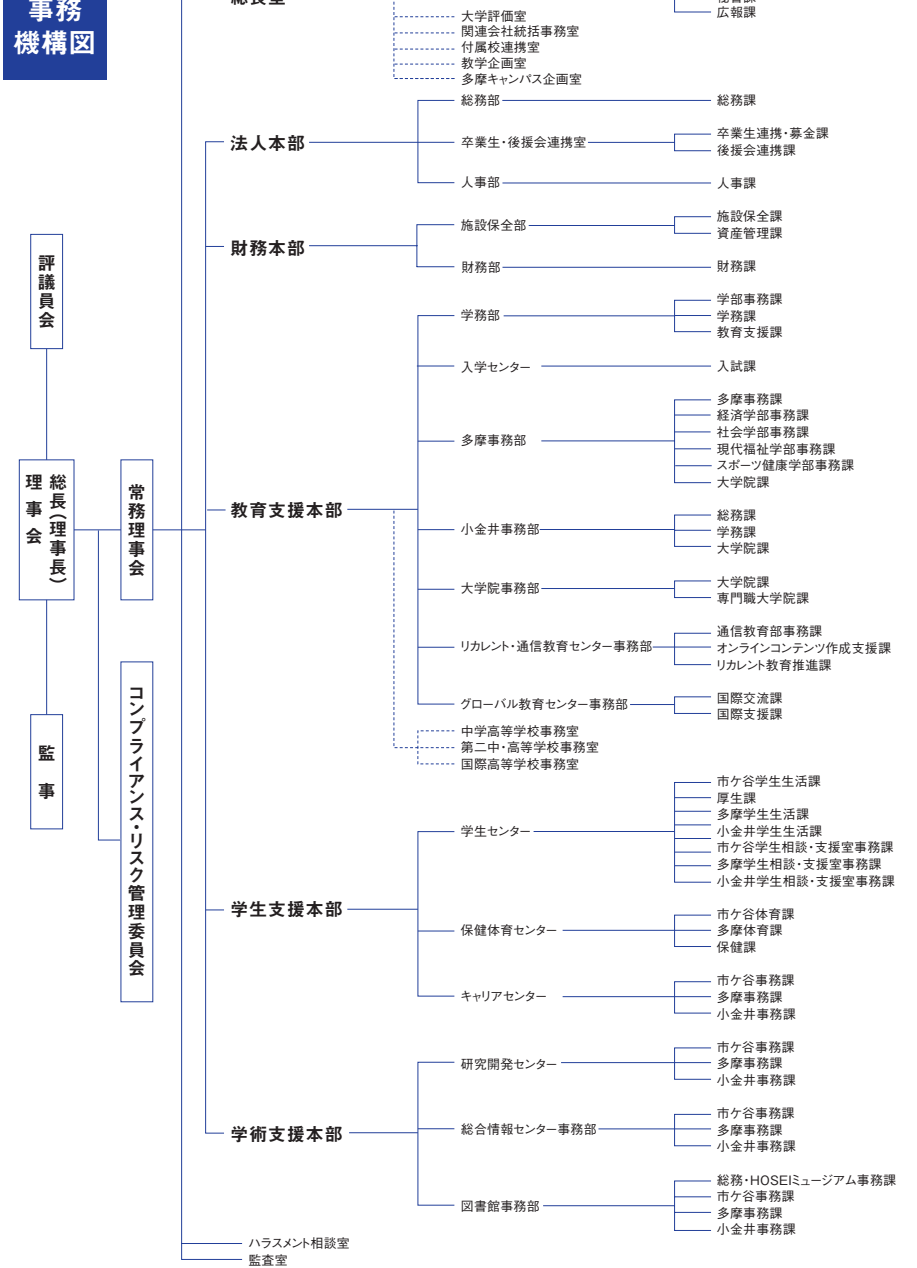 事務
機構図
大学評価室
関連会社統括事務室
付属校連携室
教学企画室
多摩キャンパス企画室
広報課
評議員会
総長（理事長）
理事会
監事
常務理事会
コンプライアンス・リスク管理委員会
法人本部
総務部
総務課
卒業生・後援会連携室
卒業生連携・募金課
後援会連携課
人事部
人事課
財務本部
施設保全部
施設保全課
資産管理課
財務部
財務課
教育支援本部
学務部
学部事務課
学務課
教育支援課
入学センター
入試課
多摩事務部
多摩事務課
経済学部事務課
社会学部事務課
現代福祉学部事務課
スポーツ健康学部事務課
大学院課
小金井事務部
総務課
学務課
大学院課
大学院事務部
大学院課
専門職大学院課
リカレント・通信教育センター事務部
通信教育部事務課
オンラインコンテンツ作成支援課
リカレント教育推進課
グローバル教育センター事務部
国際交流課
国際支援課
中学高等学校事務室
第二中・高等学校事務室
国際高等学校事務室
学生支援本部
学生センター
市ケ谷学生生活課
厚生課
多摩学生生活課
小金井学生生活課
市ケ谷学生相談・支援室事務課
多摩学生相談・支援室事務課
小金井学生相談・支援室事務課
保健体育センター
市ケ谷体育課
多摩体育課
保健課
キャリアセンター
市ケ谷事務課
多摩事務課
小金井事務課
学術支援本部
研究開発センター
市ケ谷事務課
多摩事務課
小金井事務課
総合情報センター事務部
市ケ谷事務課
多摩事務課
小金井事務課
図書館事務部
総務・HOSEIミュージアム事務課
市ケ谷事務課
多摩事務課
小金井事務課
ハラスメント相談室
監査室